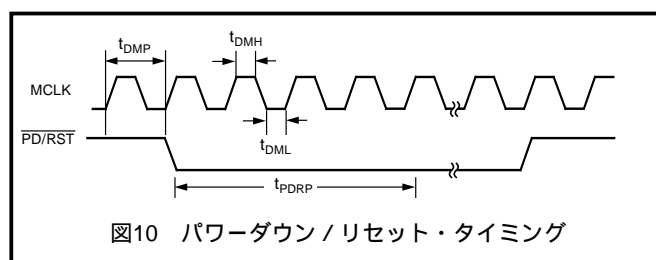 tDMP
tDMH
MCLK
tDML
PD/RST
tPDRP
図10 パワーダウン / リセット・タイミング